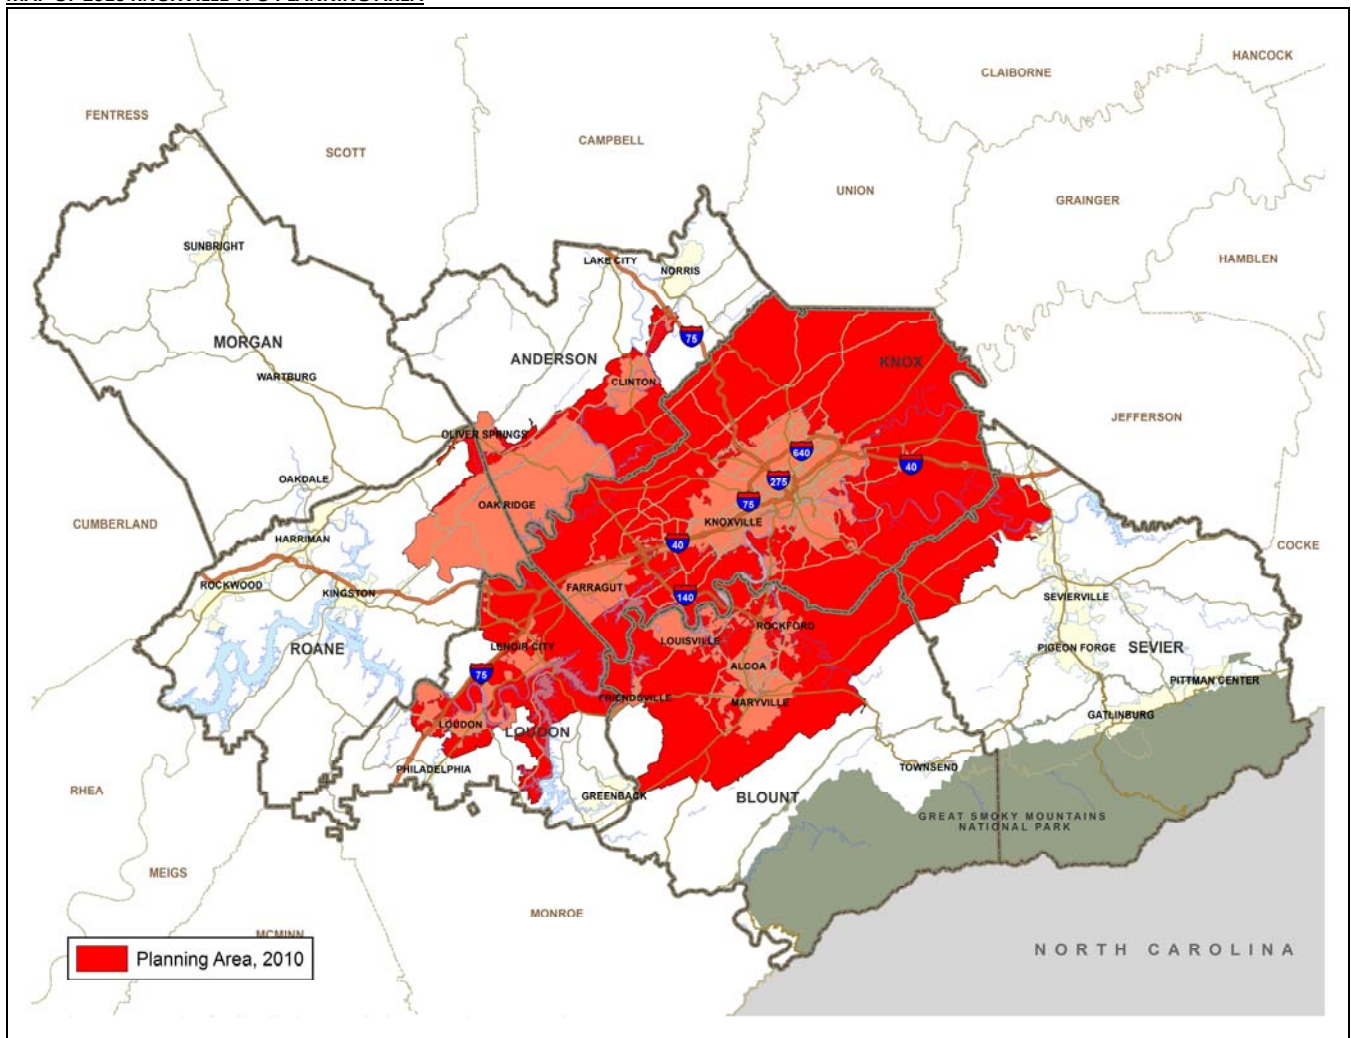 HANCOCK
CLAIBORNE
FENTRESS
CAMPBELL
SCOTT
UNION
GRAINGER
SUNBRIGHT
LAKE CITY
NORRIS
HAMBLEN
MORGAN
75
ANDERSON
KNOX
WARTBURG
CLINTON
JEFFERSON
OLIVER SPRINGS
640
40
OAKDALE
275
OAK RIDGE
75
KNOXVILLE
CUMBERLAND
HARRIMAN
40
COCKE
ROCKWOOD
KINGSTON
FARRAGUT
140
SEVIERVILLE
ROCKFORD
LOUISVILLE
ROANE
LENOIR CITY
PIGEON FORGE
SEVIER
ALCOA
75
PITTMAN CENTER
FRIENDSVILLE
MARYVILLE
GATLINBURG
LOUDON
LOUDON
PHILADELPHIA
TOWNSEND
RHEA
GREENBACK
BLOUNT
GREAT SMOKY MOUNTAINS
NATIONAL PARK
MEIGS
MONROE
MCMINN
NORTH CAROLINA
Planning Area, 2010